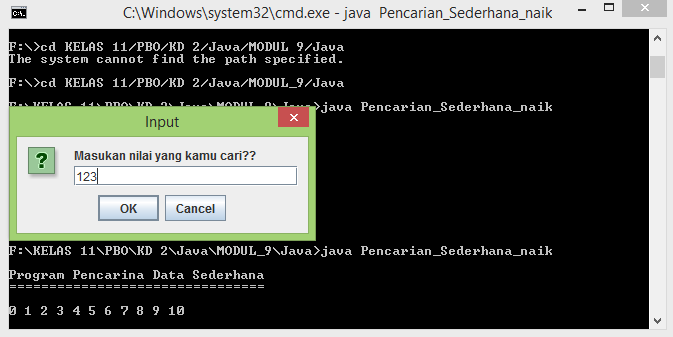 C:\Windows\system32\cmd.exe - java  Pencarian_Sederhana_naik
F:\>cd KELAS 11/PBO/KD 2/Java/MODUL 9/Java
The system cannot find the path specified.
F:\>cd KELAS 11/PBO/KD 2/Java/MODUL_9/Java
F:\KELAS 11\PBO\KD 2\Java\MODUL_9\Java>java Pencarian_Sederhana_naik
Input
Masukan nilai yang kamu cari??
123
OK Cancel
F:\KELAS 11\PBO\KD 2\Java\MODUL_9\Java>java Pencarian_Sederhana_naik
Program Pencarina Data Sederhana
================================
0 1 2 3 4 5 6 7 8 9 10